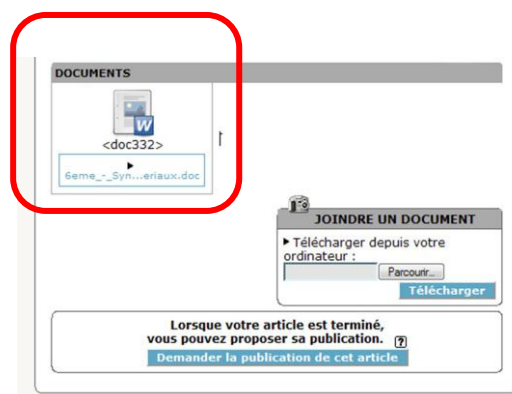 DOCUMENTS
W
<doc332>
6eme_-_Syn...eriaux.doc
JOINDRE UN DOCUMENT
Télécharger depuis votre
ordinateur :
Parcourir...
Télécharger
Lorsque votre article est terminé,
vous pouvez proposer sa publication. ?
Demander la publication de cet article